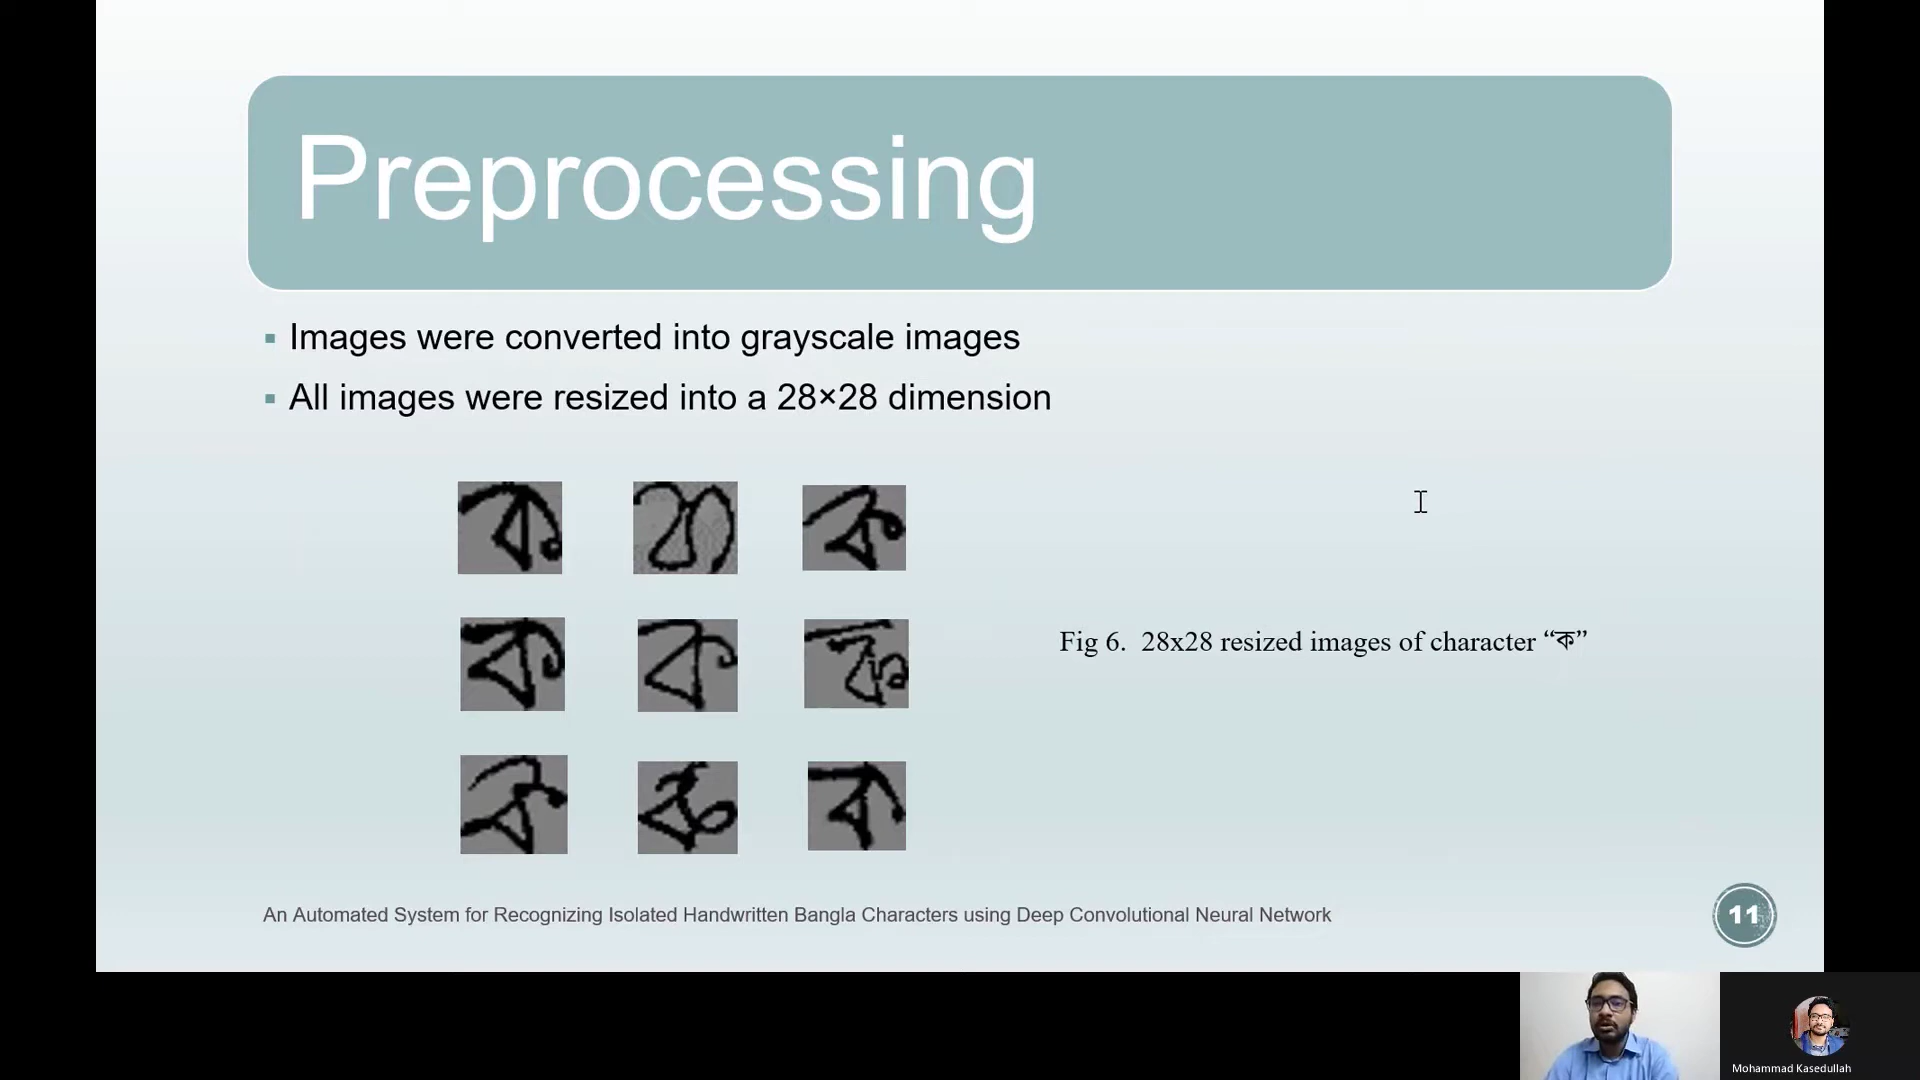 Preprocessing
Images were converted into grayscale images
All images were resized into a 28×28 dimension
ক ক ক
ক ক ক
ক ক ক
Fig 6. 28x28 resized images of character “ক”
An Automated System for Recognizing Isolated Handwritten Bangla Characters using Deep Convolutional Neural Network
11
Mohammad Kasedullah